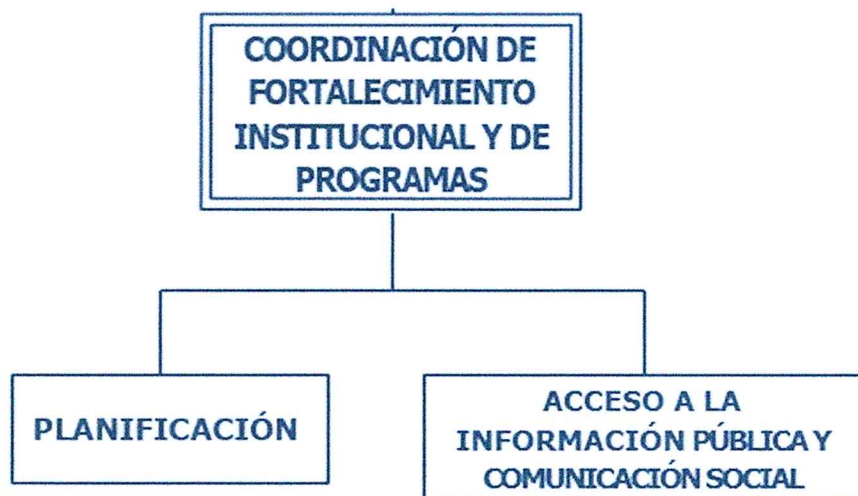 COORDINACIÓN DE
FORTALECIMIENTO
INSTITUCIONAL Y DE
PROGRAMAS
PLANIFICACIÓN
ACCESO A LA
INFORMACIÓN PÚBLICA Y
COMUNICACIÓN SOCIAL